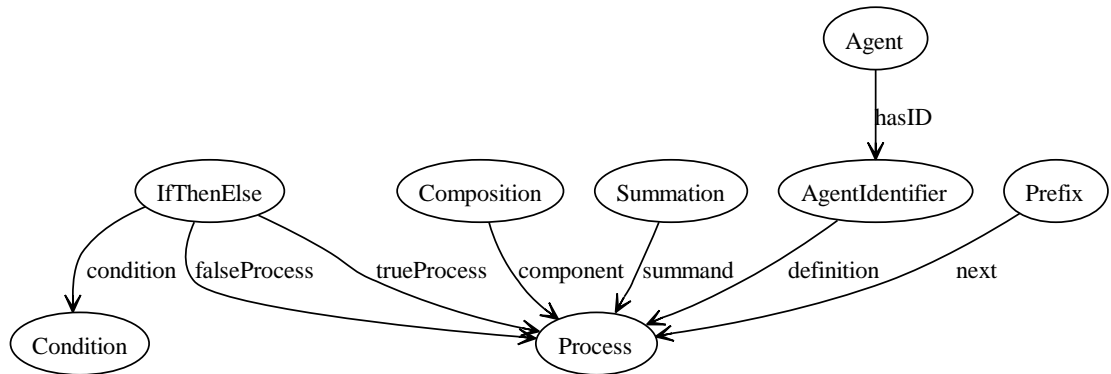 Agent
hasID
IfThenElse
Composition
Summation
AgentIdentifier
Prefix
condition
falseProcess
trueProcess
component
summand
definition
next
Condition
Process